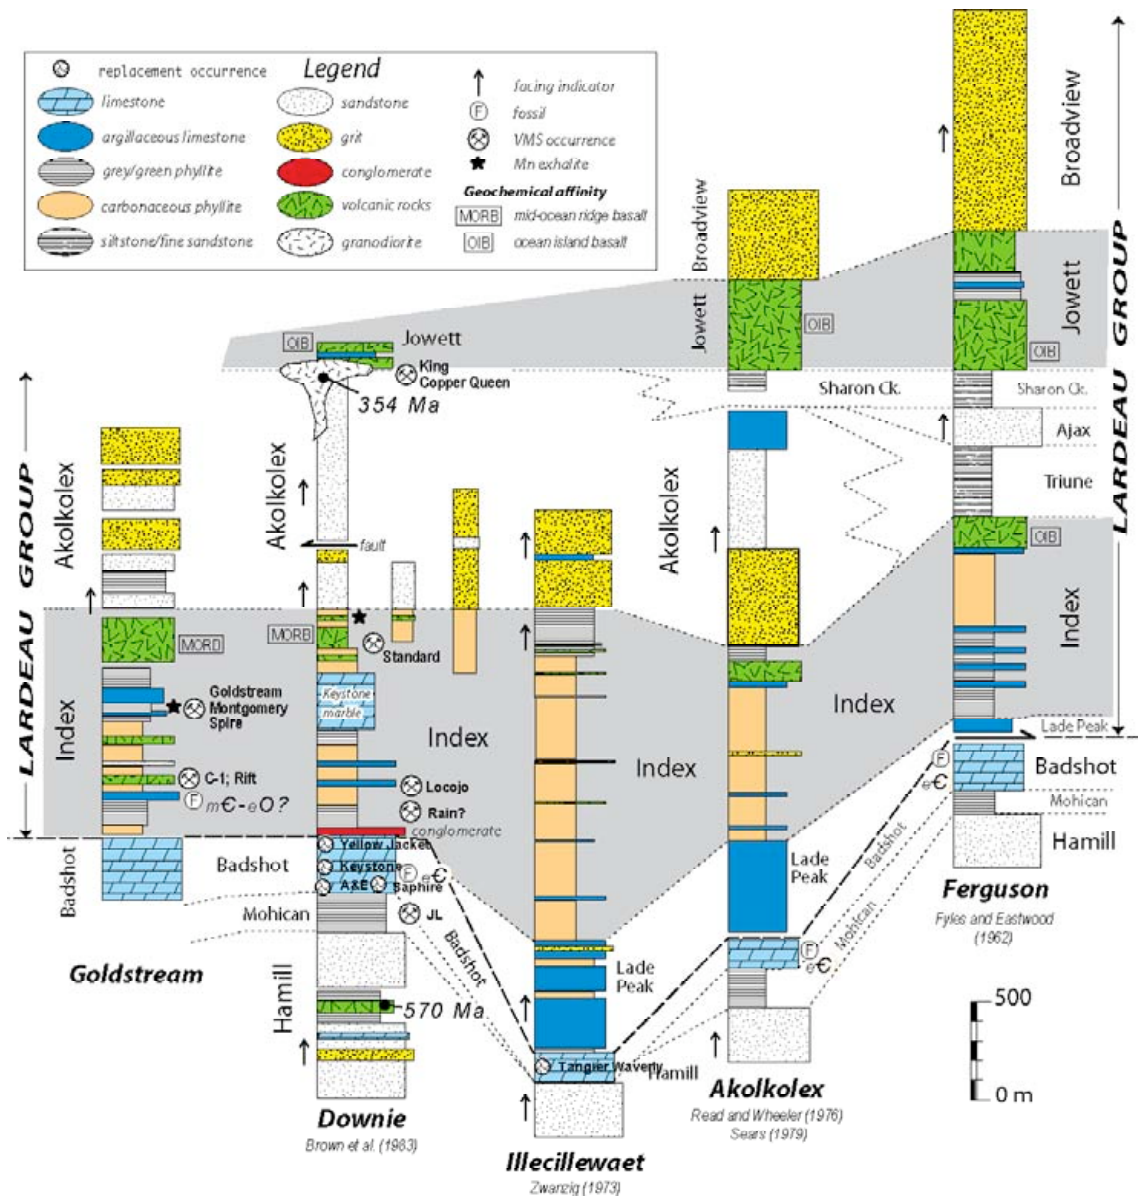 Legend
replacement occurrence
limestone
argillaceous limestone
grey/green phyllite
carbonaceous phyllite
siltstone/fine sandstone
sandstone
grit
conglomerate
volcanic rocks
granodiorite
facing indicator
F fossil
VMS occurrence
Mn exhalite
Geochemical affinity
MORB mid-ocean ridge basalt
OIB ocean island basalt
LARDEAU GROUP
Akolkolex
Index
Badshot
MORB
Goldstream
Montgomery
Spire
C-1; Rift
F m€-eO?
Goldstream
OIB
Jowett
King
Copper Queen
354 Ma
Akolkolex
fault
MORB
Standard
Keystone
marble
Index
Locojo
Rain?
conglomerate
Yellow Jacket
Keystone
A&E
Saphire
F e€
Badshot
Mohican
JL
Hamill
570 Ma
Downie
Brown et al. (1983)
Badshot
Lade
Peak
Tangier Waverly
Hamill
Illecillewaet
Zwanzig (1973)
Index
Broadview
Jowett
OIB
Sharon Ck.
Akolkolex
Index
Lade
Peak
F
e€
Badshot
Mohican
Akolkolex
Read and Wheeler (1976)
Sears (1979)
Broadview
Jowett
OIB
Sharon Ck.
Ajax
Triune
OIB
Index
Lade Peak
F
e€
Badshot
Mohican
Hamill
Ferguson
Fyles and Eastwood
(1962)
LARDEAU GROUP
500
0 m